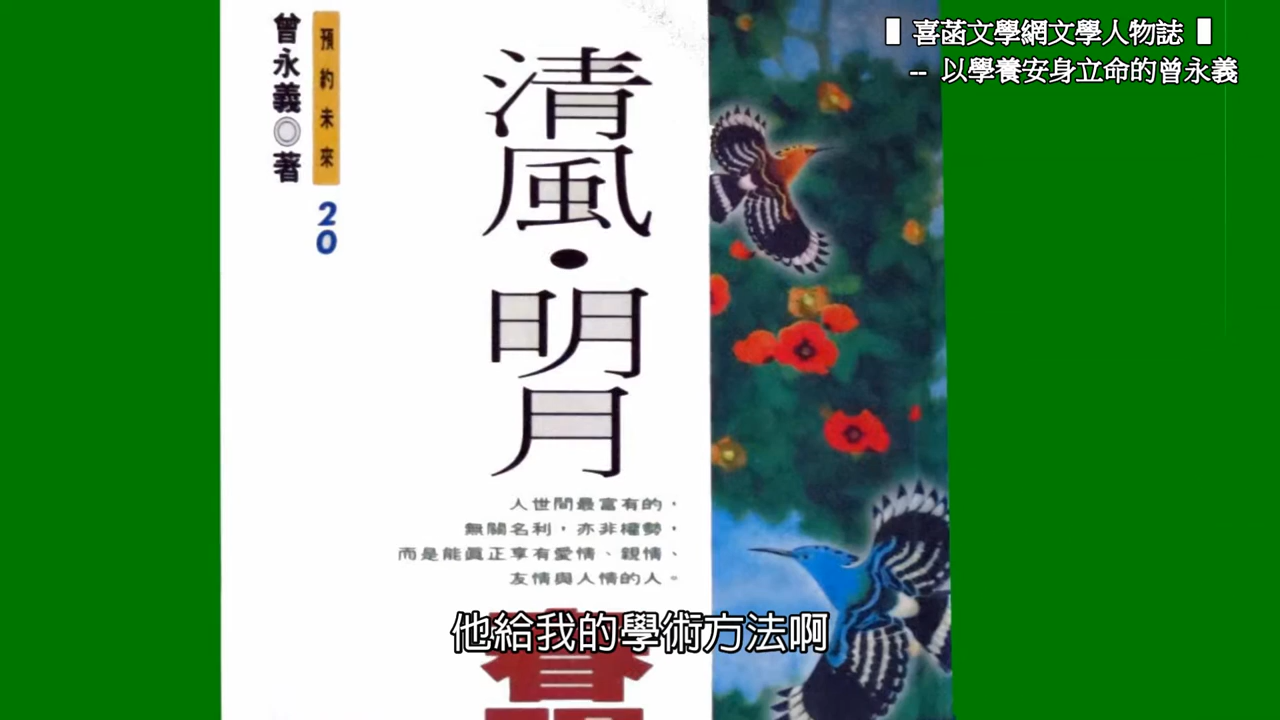 ▋喜菡文學網文學人物誌▋
-- 以學養安身立命的曾永義
曾永義◎著
預約未來
20
清風·明月
人世間最富有的，
無關名利，亦非權勢，
而是能真正享有愛情、親情、
友情與人情的人。
他給我的學術方法啊